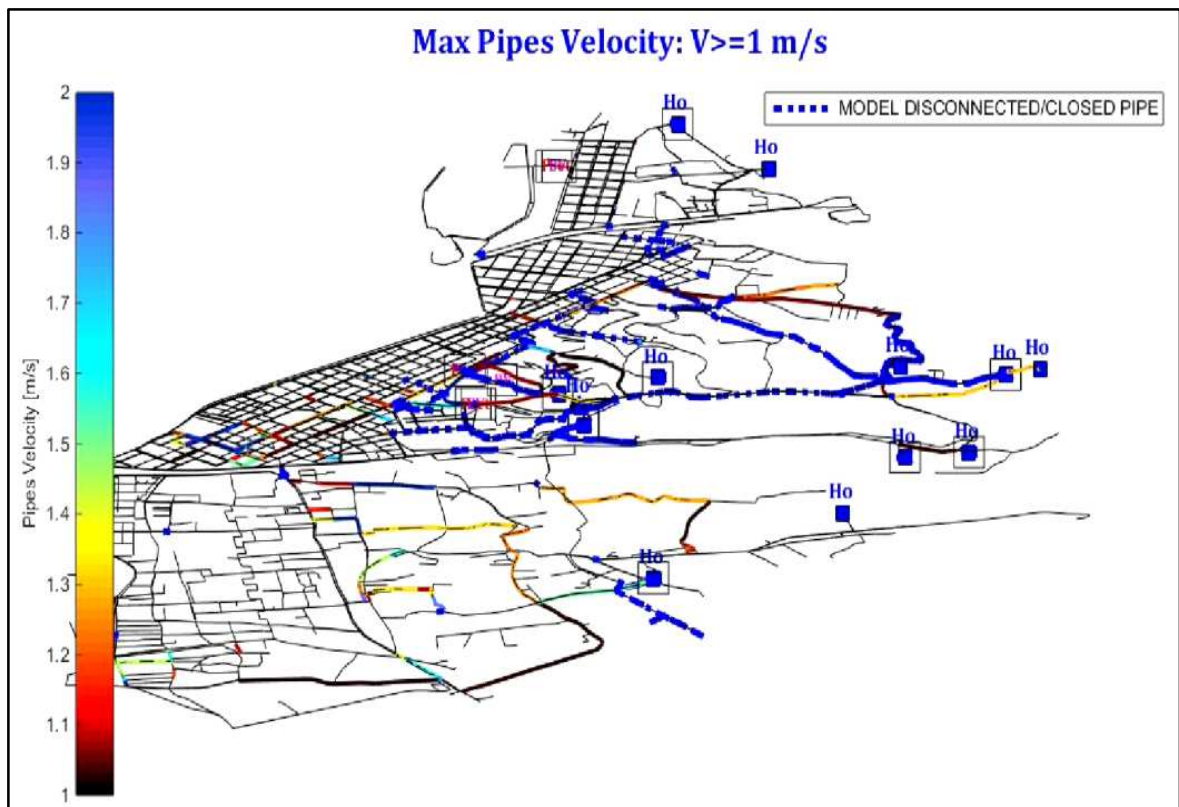 Max Pipes Velocity: V>=1 m/s
MODEL DISCONNECTED/CLOSED PIPE
Pipes Velocity [m/s]
2
1.9
1.8
1.7
1.6
1.5
1.4
1.3
1.2
1.1
1
Ho
Ho
Ho
Ho
Ho
Ho
Ho
Ho
Ho
Ho
Ho
Ho